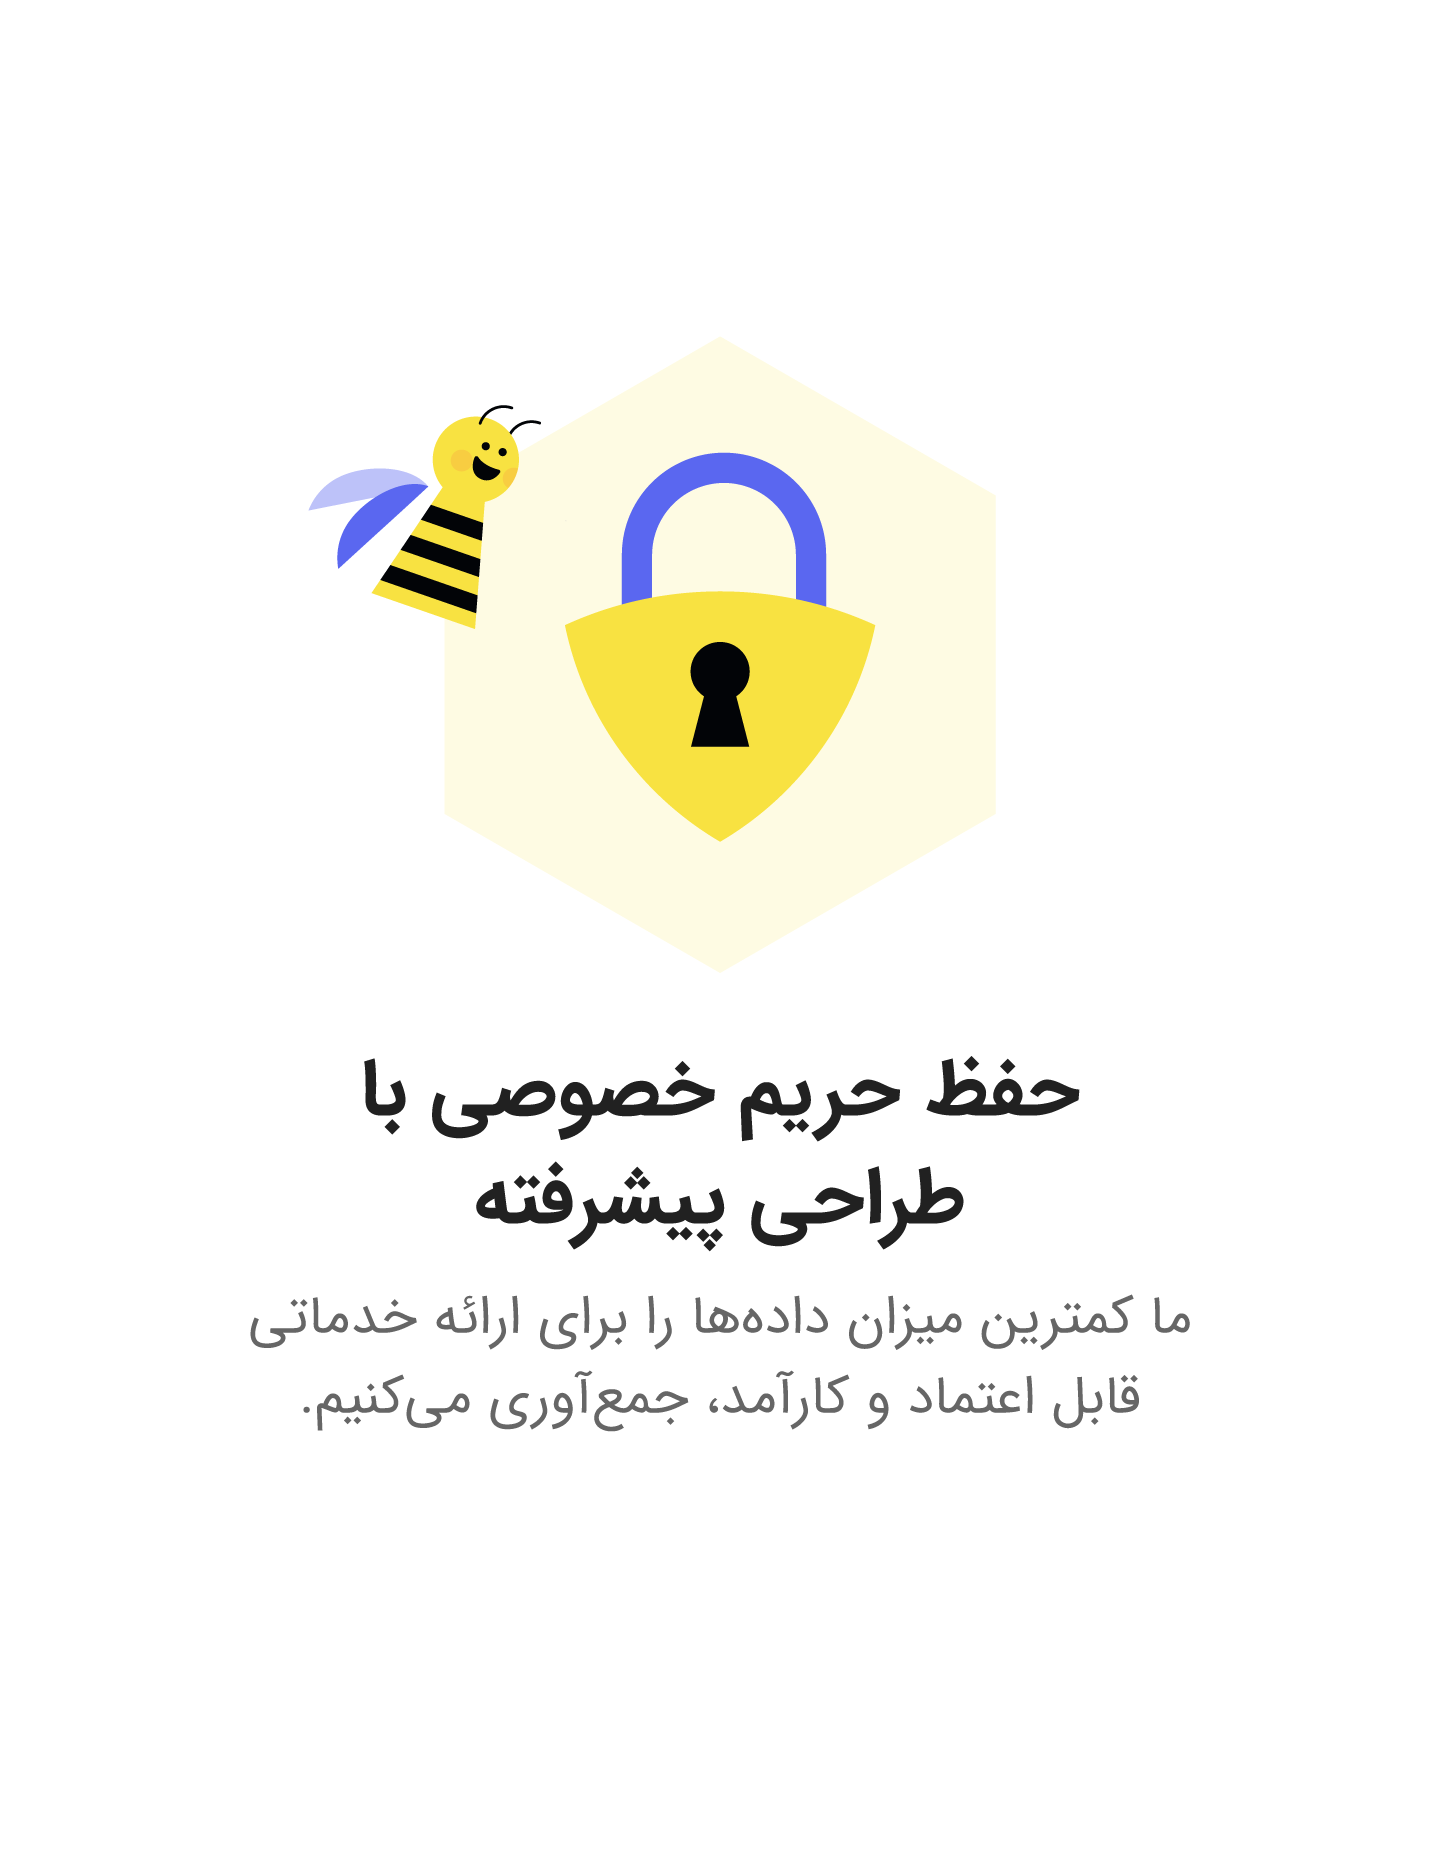 حفظ حریم خصوصی با
طراحی پیشرفته
ما کمترین میزان داده‌ها را برای ارائه خدماتی
قابل اعتماد و کارآمد، جمع‌آوری می‌کنیم.